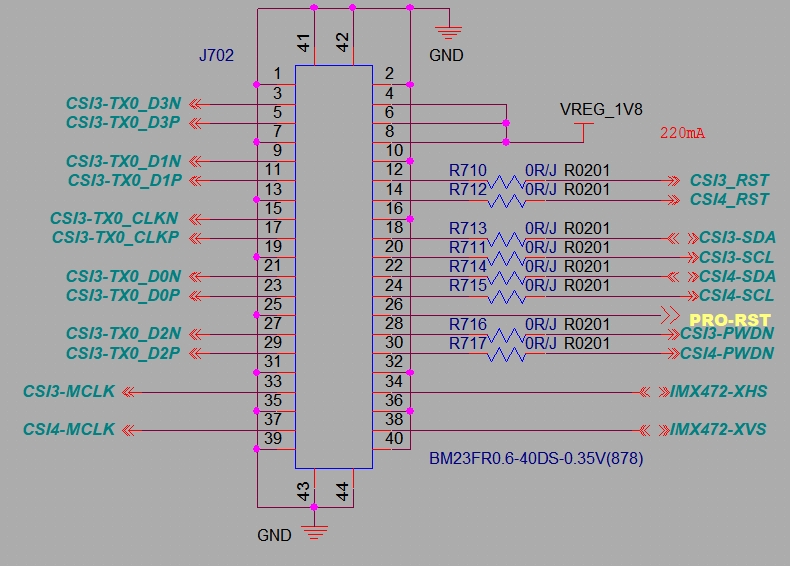 41
42
GND
J702
1 2
3 4
CSI3-TX0_D3N
5 6
VREG_1V8
CSI3-TX0_D3P
7 8
220mA
9 10
CSI3-TX0_D1N
11 12 R710 0R/J R0201 CSI3_RST
CSI3-TX0_D1P
13 14 R712 0R/J R0201 CSI4_RST
15 16
CSI3-TX0_CLKN
17 18 R713 0R/J R0201 CSI3-SDA
CSI3-TX0_CLKP
19 20 R711 0R/J R0201 CSI3-SCL
21 22 R714 0R/J R0201 CSI4-SDA
CSI3-TX0_D0N
23 24 R715 0R/J R0201 CSI4-SCL
CSI3-TX0_D0P
25 26 PRO-RST
27 28 R716 0R/J R0201 CSI3-PWDN
CSI3-TX0_D2N
29 30 R717 0R/J R0201 CSI4-PWDN
CSI3-TX0_D2P
31 32
33 34
CSI3-MCLK IMX472-XHS
35 36
37 38
CSI4-MCLK IMX472-XVS
39 40
BM23FR0.6-40DS-0.35V(878)
43
44
GND